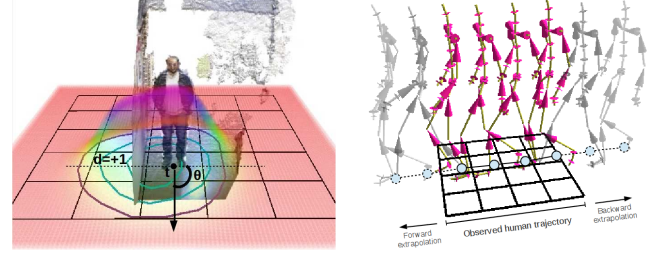 d=+1
t
θ
Forward
extrapolation
Observed human trajectory
Backward
extrapolation